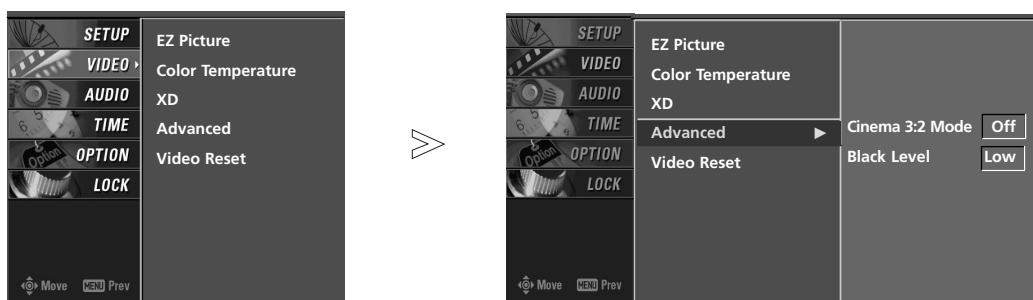 SETUP
VIDEO
AUDIO
TIME
OPTION
LOCK
EZ Picture
Color Temperature
XD
Advanced
Video Reset
Move MENU Prev
SETUP
VIDEO
AUDIO
TIME
OPTION
LOCK
EZ Picture
Color Temperature
XD
Advanced ▶
Video Reset
Cinema 3:2 Mode Off
Black Level Low
Move MENU Prev